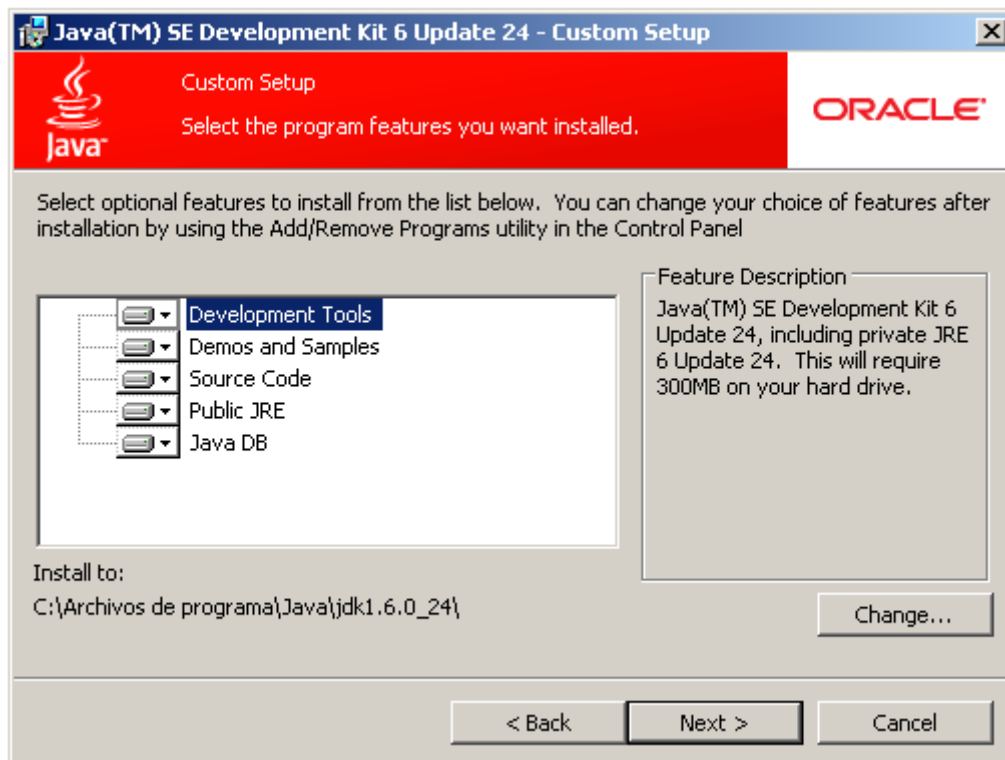 Java(TM) SE Development Kit 6 Update 24 - Custom Setup
Custom Setup
Select the program features you want installed.
Java™
ORACLE®
Select optional features to install from the list below.  You can change your choice of features after
installation by using the Add/Remove Programs utility in the Control Panel
Development Tools
Demos and Samples
Source Code
Public JRE
Java DB
Feature Description
Java(TM) SE Development Kit 6
Update 24, including private JRE
6 Update 24.  This will require
300MB on your hard drive.
Install to:
C:\Archivos de programa\Java\jdk1.6.0_24\
Change...
< Back
Next >
Cancel